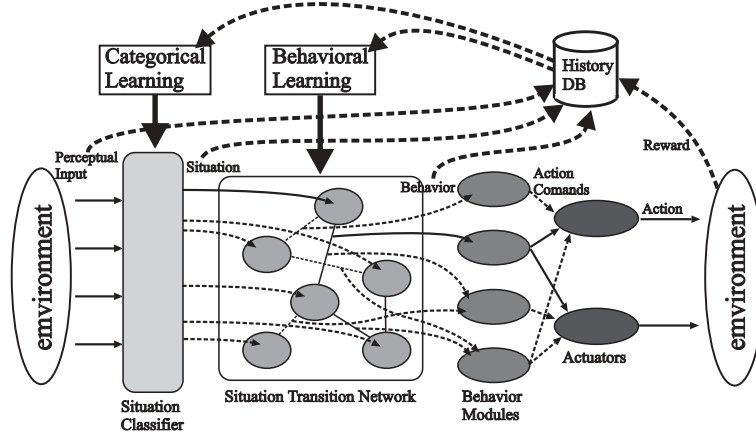 Categorical
Learning
Behavioral
Learning
History
DB
Perceptual
Input
Situation
Behavior
Action
Comands
Reward
Action
emvironment
emvironment
Actuators
Situation
Classifier
Situation Transition Network
Behavior
Modules